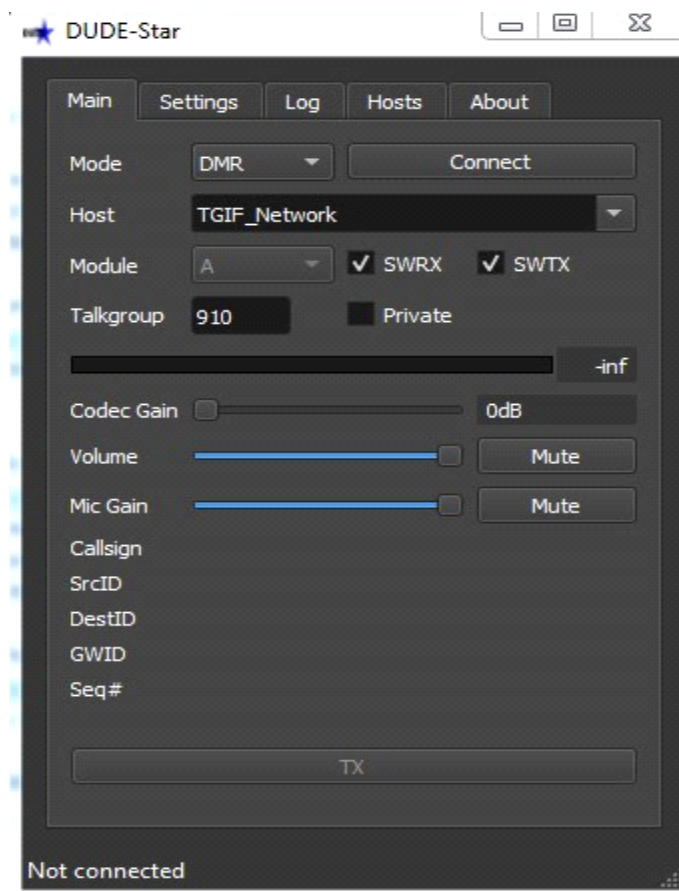 DUDE-Star
Main Settings Log Hosts About
Mode DMR Connect
Host TGIF_Network
Module A SWRX SWTX
Talkgroup 910 Private
-inf
Codec Gain 0dB
Volume Mute
Mic Gain Mute
Callsign
SrcID
DestID
GWID
Seq#
TX
Not connected